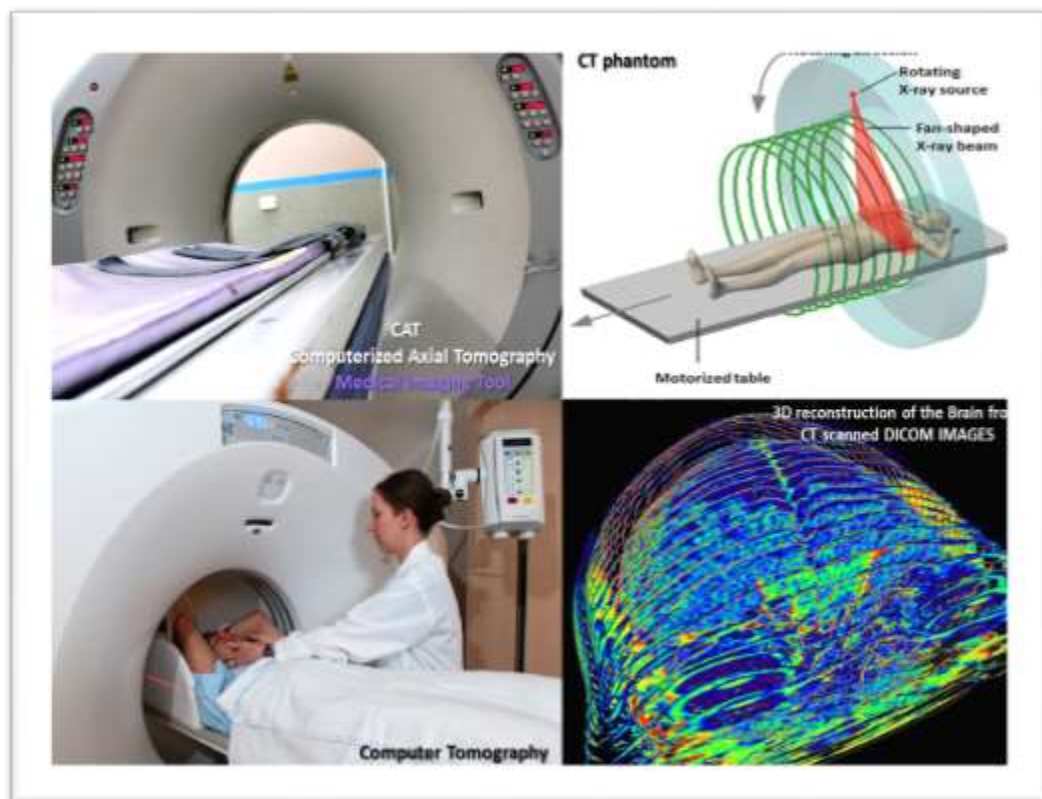 CT phantom
Rotating
X-ray source
Fan-shaped
X-ray beam
Motorized table
CAT
Computerized Axial Tomography
Medical Imaging Tool
3D reconstruction of the Brain fro
CT scanned DICOM IMAGES
Computer Tomography